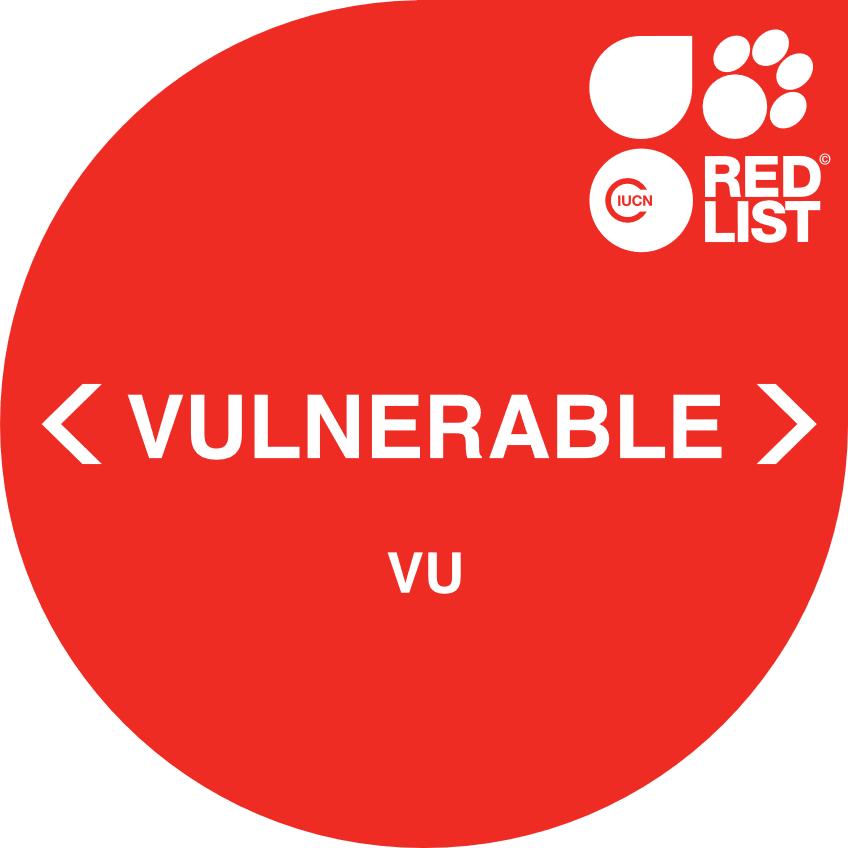 IUCN
RED©
LIST
< VULNERABLE >
VU